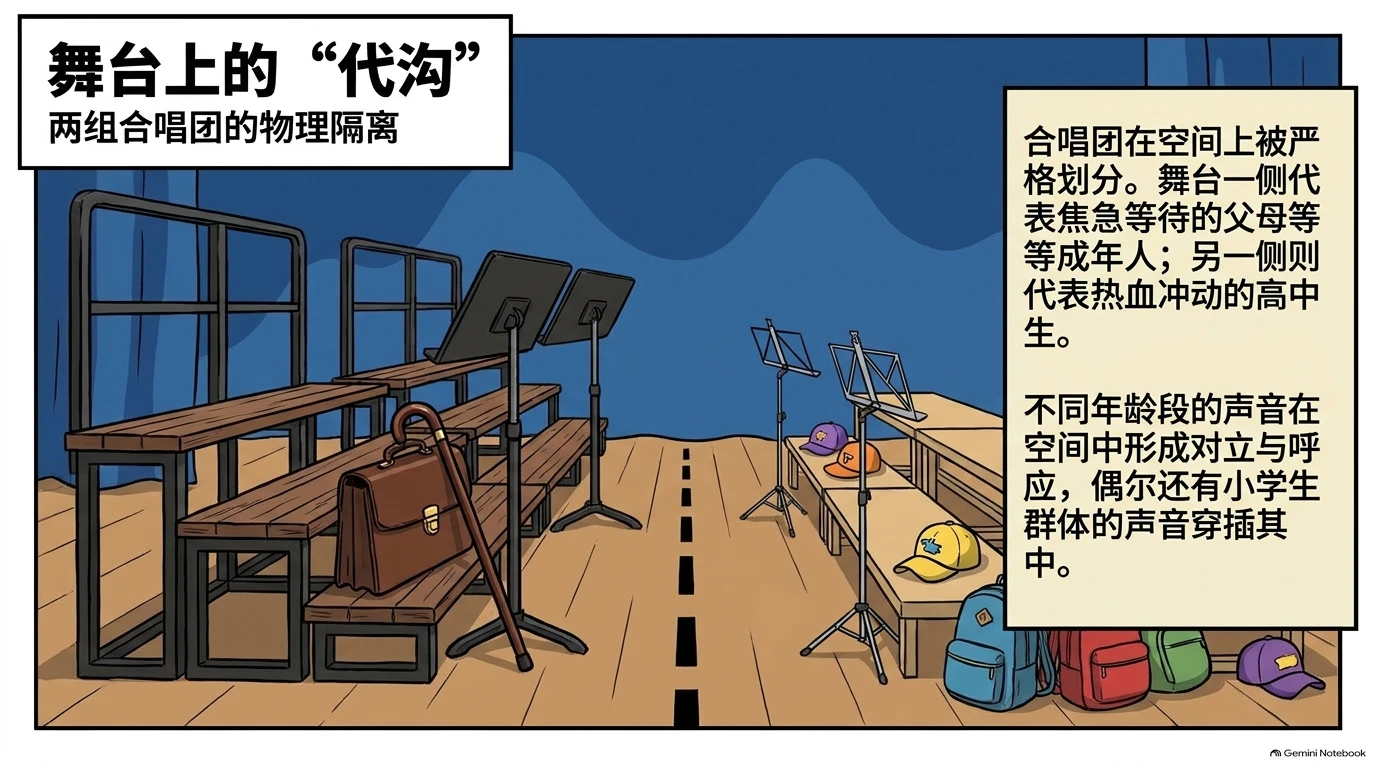 舞台上的“代沟”
两组合唱团的物理隔离
合唱团在空间上被严
格划分。舞台一侧代
表焦急等待的父母等
等成年人；另一侧则
代表热血冲动的高中
生。
不同年龄段的声音在
空间中形成对立与呼
应，偶尔还有小学生
群体的声音穿插其
中。
Gemini Notebook